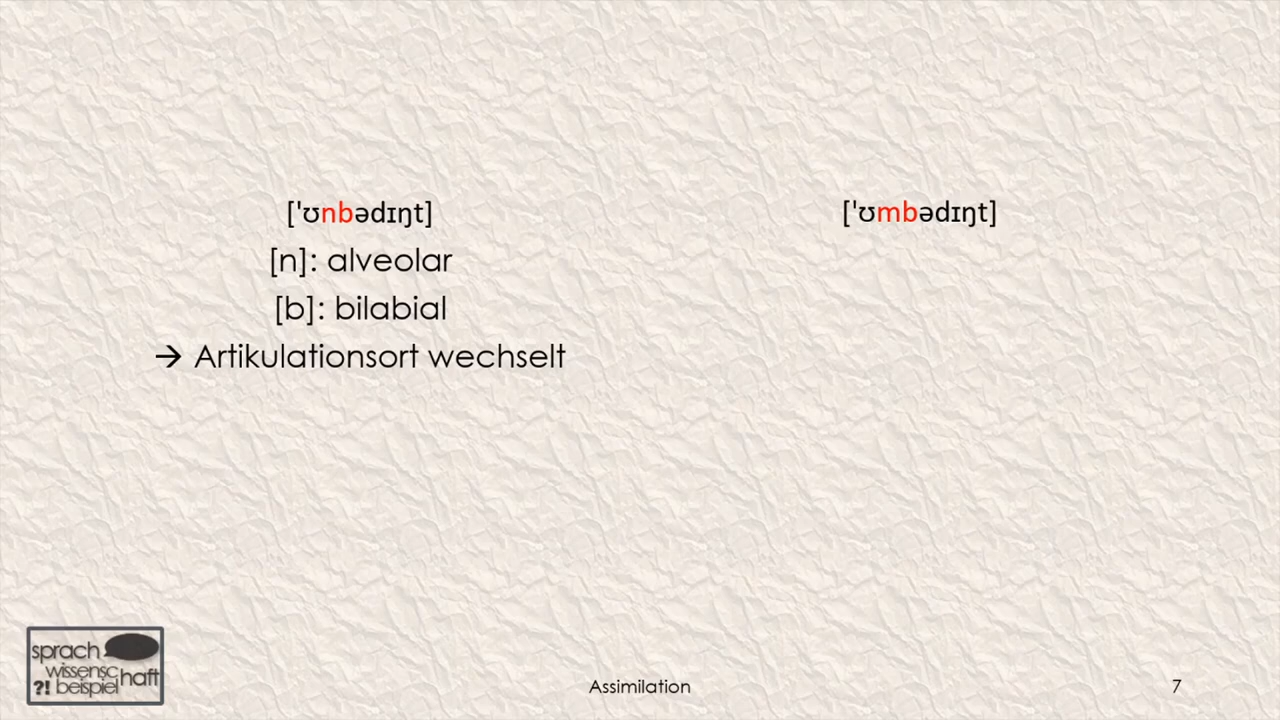 ['ʊnbədɪŋt]
[n]: alveolar
[b]: bilabial
→ Artikulationsort wechselt
['ʊmbədɪŋt]
sprach
wissensc
haft
?! beispiel
Assimilation
7